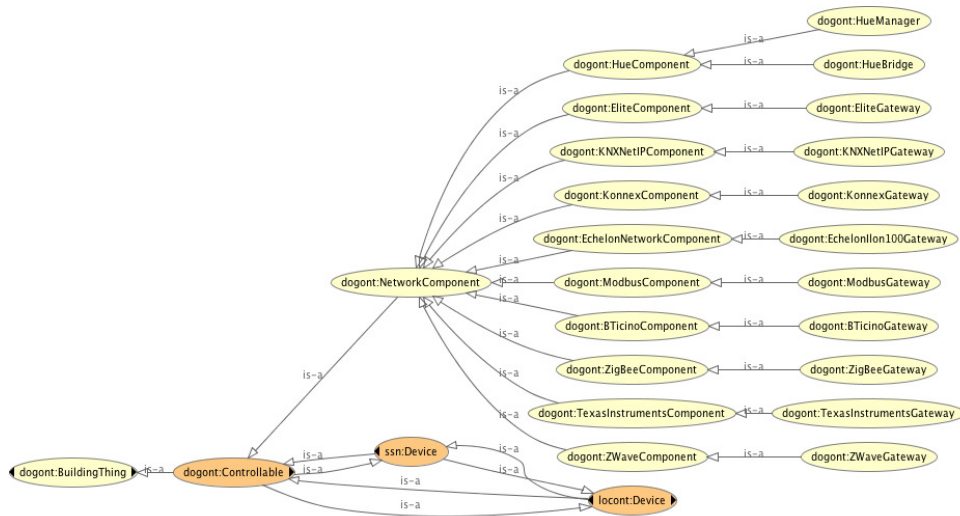 dogont:HueManager
is-a
dogont:HueComponent
is-a
dogont:HueBridge
is-a
dogont:EliteComponent
is-a
dogont:EliteGateway
is-a
dogont:KNXNetIPComponent
is-a
dogont:KNXNetIPGateway
is-a
dogont:KonnexComponent
is-a
dogont:KonnexGateway
is-a
dogont:EchelonNetworkComponent
is-a
dogont:EchelonIlon100Gateway
is-a
dogont:NetworkComponent
is-a
dogont:ModbusComponent
is-a
dogont:ModbusGateway
is-a
dogont:BTicinoComponent
is-a
dogont:BTicinoGateway
is-a
dogont:ZigBeeComponent
is-a
dogont:ZigBeeGateway
is-a
is-a
dogont:TexasInstrumentsComponent
is-a
dogont:TexasInstrumentsGateway
is-a
dogont:ZWaveComponent
is-a
dogont:ZWaveGateway
ssn:Device
is-a
is-a
is-a
dogont:BuildingThing
is-a
dogont:Controllable
is-a
is-a
locont:Device
is-a